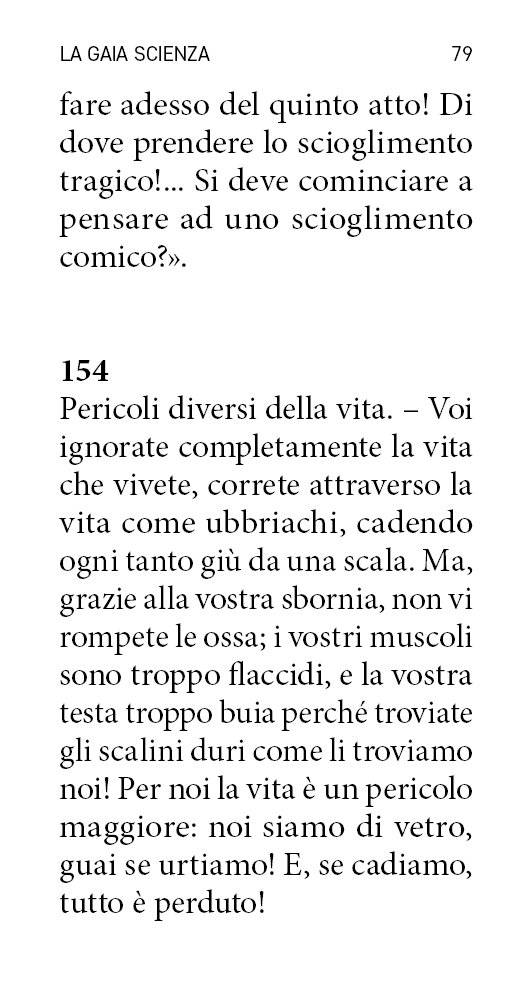 LA GAIA SCIENZA 79
fare adesso del quinto atto! Di
dove prendere lo scioglimento
tragico!... Si deve cominciare a
pensare ad uno scioglimento
comico?».
154
Pericoli diversi della vita. – Voi
ignorate completamente la vita
che vivete, correte attraverso la
vita come ubbriachi, cadendo
ogni tanto giù da una scala. Ma,
grazie alla vostra sbornia, non vi
rompete le ossa; i vostri muscoli
sono troppo flaccidi, e la vostra
testa troppo buia perché troviate
gli scalini duri come li troviamo
noi! Per noi la vita è un pericolo
maggiore: noi siamo di vetro,
guai se urtiamo! E, se cadiamo,
tutto è perduto!